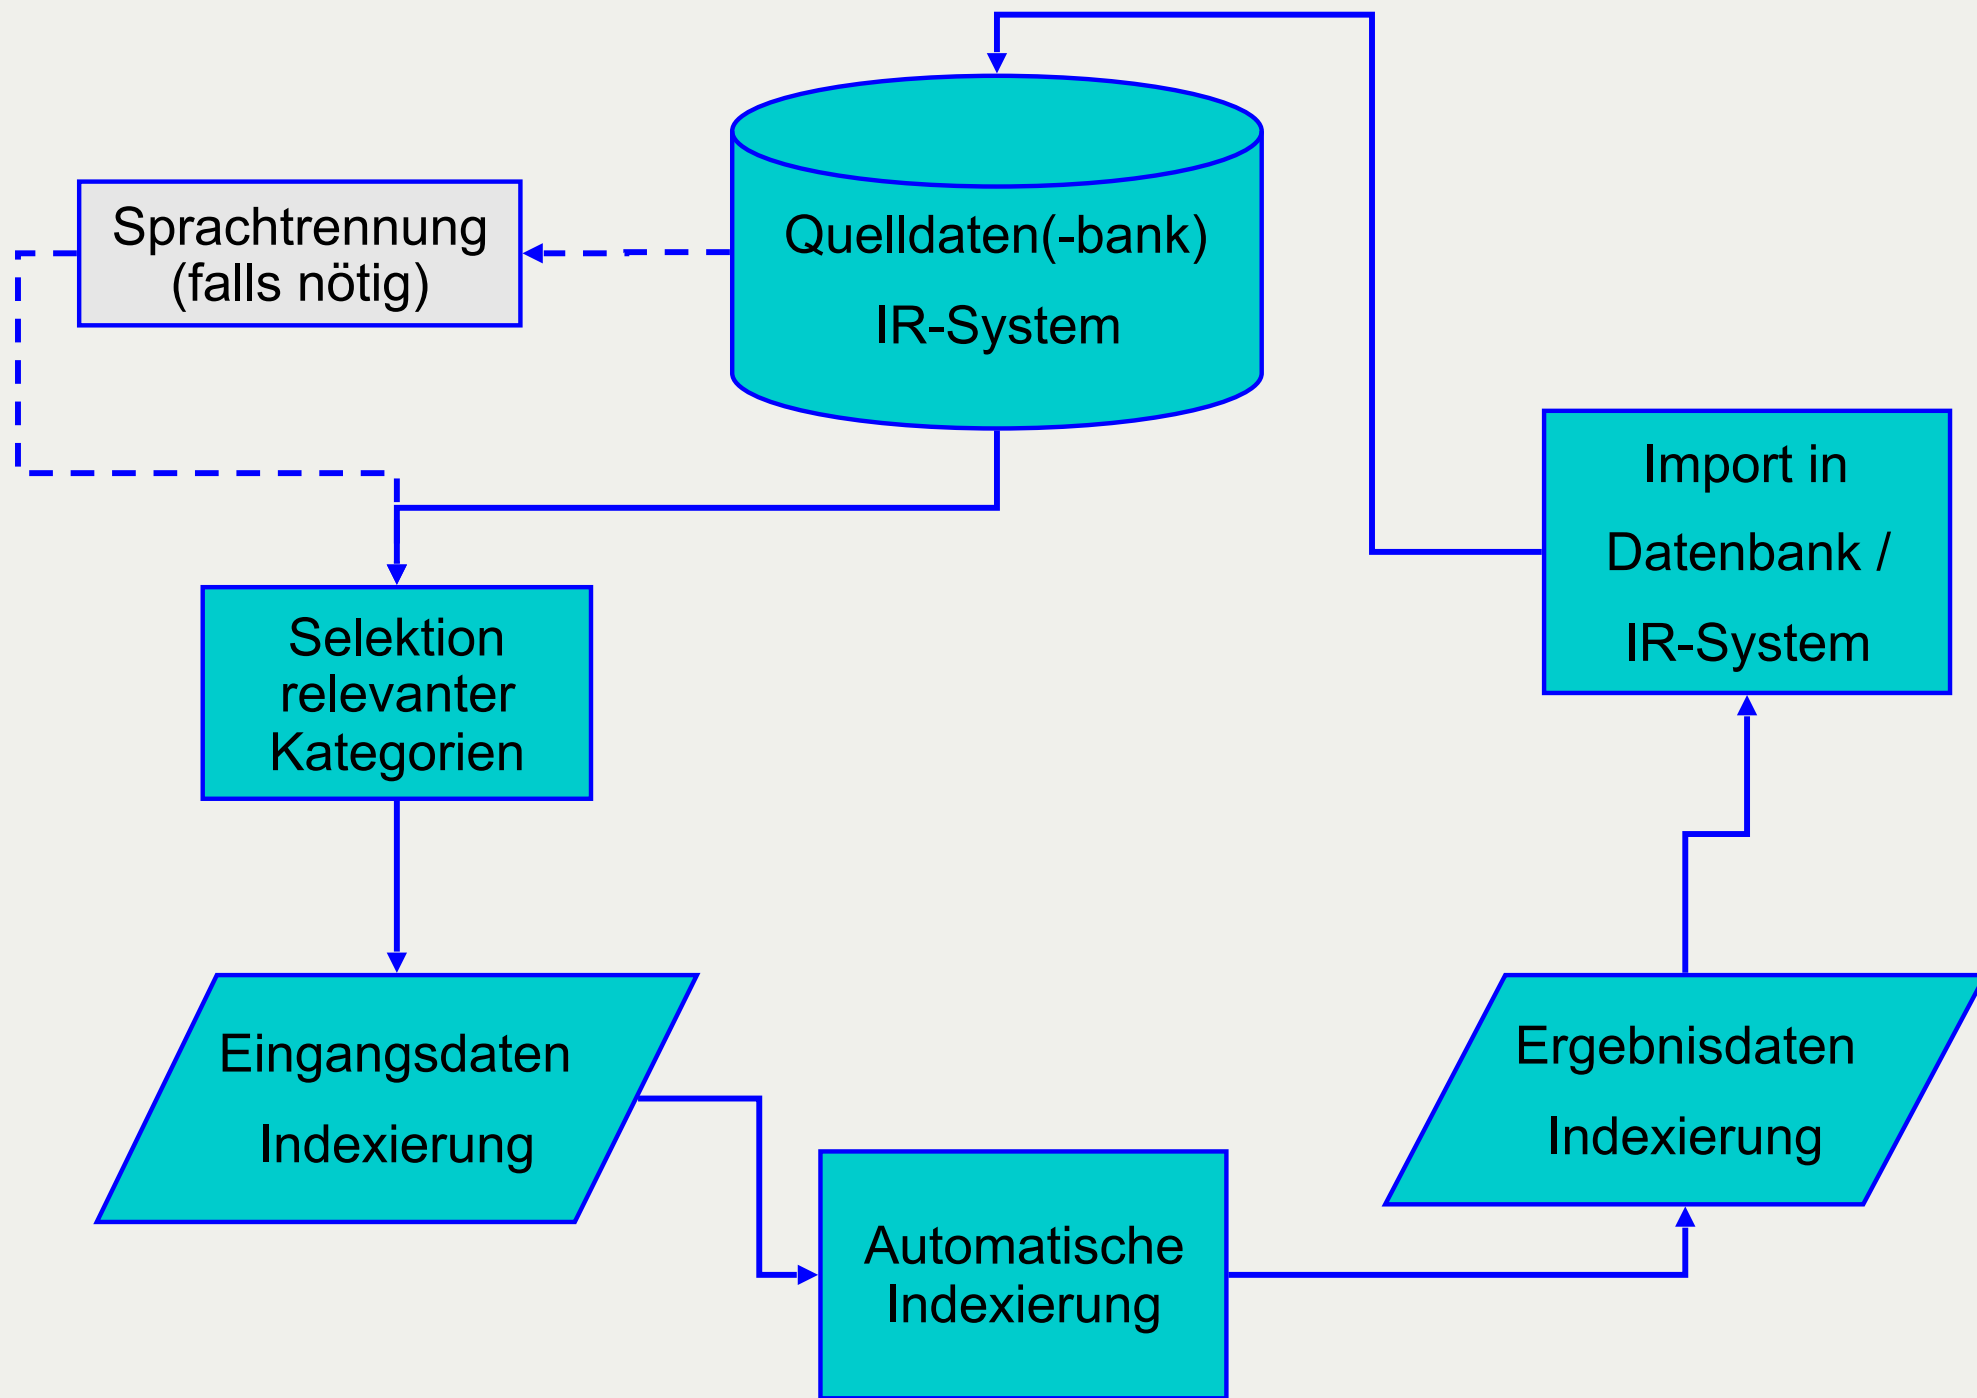 Sprachtrennung
(falls nötig)
Quelldaten(-bank)
IR-System
Import in
Datenbank /
IR-System
Selektion
relevanter
Kategorien
Eingangsdaten
Indexierung
Automatische
Indexierung
Ergebnisdaten
Indexierung